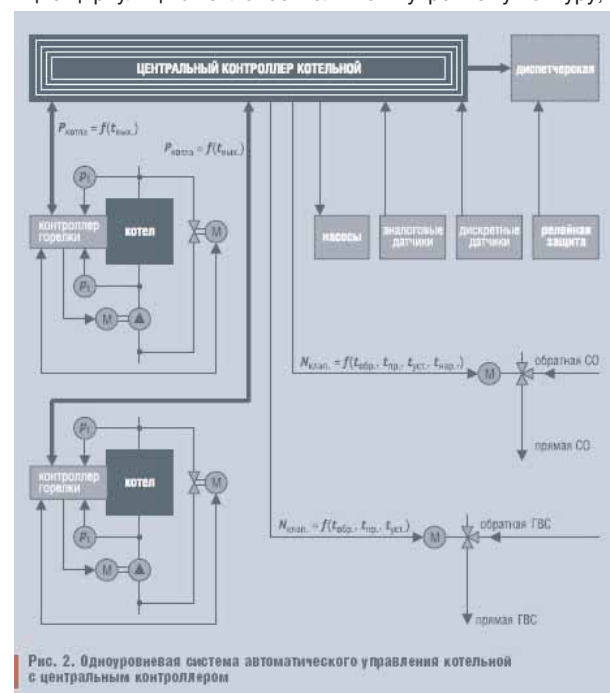 ЦЕНТРАЛЬНЫЙ КОНТРОЛЛЕР КОТЕЛЬНОЙ
диспетчерская
Pкотла = f(tвых.)
Pкотла = f(tвых.)
P1
контроллер
горелки
котел
M
P1
M
насосы
аналоговые
датчики
дискретные
датчики
релейная
защита
Nклап. = f(tобр., tпр., tуст., tнар.)
M
обратная СО
прямая СО
P1
контроллер
горелки
котел
M
P1
M
Nклап. = f(tобр., tпр., tуст.)
M
обратная ГВС
прямая ГВС
Рис. 2. Одноуровневая система автоматического управления котельной
с центральным контроллером